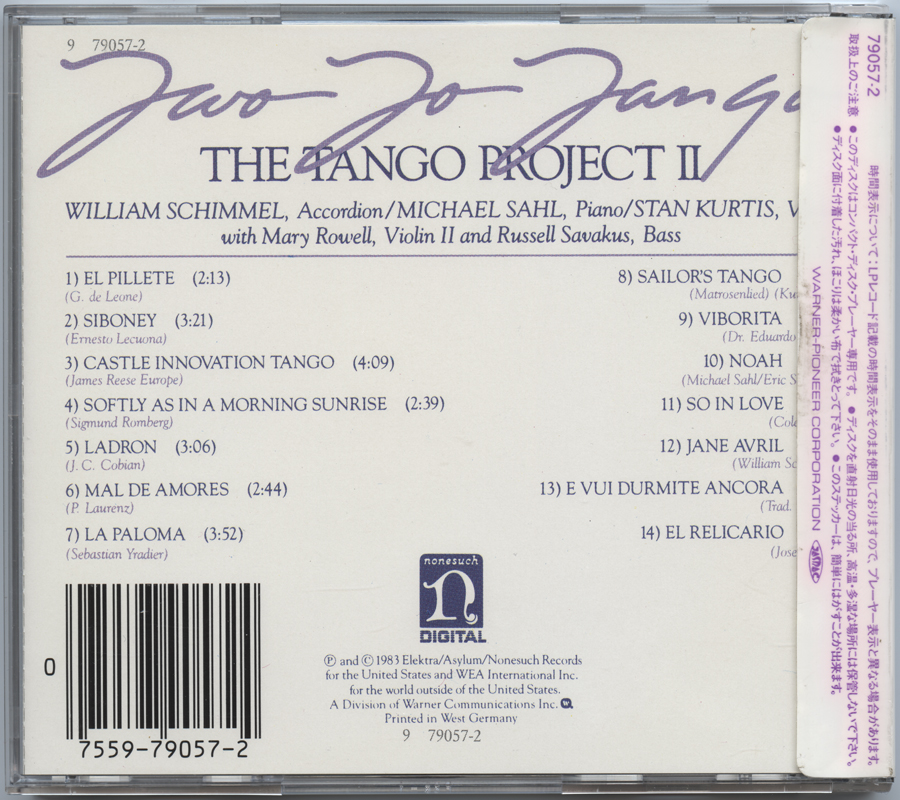 9 79057-2
Two To Tango
THE TANGO PROJECT II
WILLIAM SCHIMMEL, Accordion/MICHAEL SAHL, Piano/STAN KURTIS, V
with Mary Rowell, Violin II and Russell Savakus, Bass
1) EL PILLETE (2:13)
(G. de Leone)
2) SIBONEY (3:21)
(Ernesto Lecuona)
3) CASTLE INNOVATION TANGO (4:09)
(James Reese Europe)
4) SOFTLY AS IN A MORNING SUNRISE (2:39)
(Sigmund Romberg)
5) LADRON (3:06)
(J. C. Cobian)
6) MAL DE AMORES (2:44)
(P. Laurenz)
7) LA PALOMA (3:52)
(Sebastian Yradier)
8) SAILOR'S TANGO
(Matrosenlied) (Ku
9) VIBORITA
(Dr. Eduardo
10) NOAH
(Michael Sahl/Eric S
11) SO IN LOVE
(Cole
12) JANE AVRIL
(William Sc
13) E VUI DURMITE ANCORA
(Trad.
14) EL RELICARIO
(Jose
nonesuch
n
DIGITAL
Ⓟ and © 1983 Elektra/Asylum/Nonesuch Records
for the United States and WEA International Inc.
for the world outside of the United States.
A Division of Warner Communications Inc. W
Printed in West Germany
9 79057-2
0
7559-79057-2
79057-2
時間表示について:LPレコード記載の時間表示をそのまま使用しておりますので、プレーヤー表示と異なる場合があります。
取扱上のご注意 ●このディスクはコンパクト・ディスク・プレーヤー専用です。 ●ディスクを直射日光の当る所、高温・多湿な場所には保管しないで下さい。
●ディスク面に付着した汚れ、ほこりは柔かい布で拭きとって下さい。 ●このステッカーは、簡単にはがすことが出来ます。
WARNER-PIONEER CORPORATION